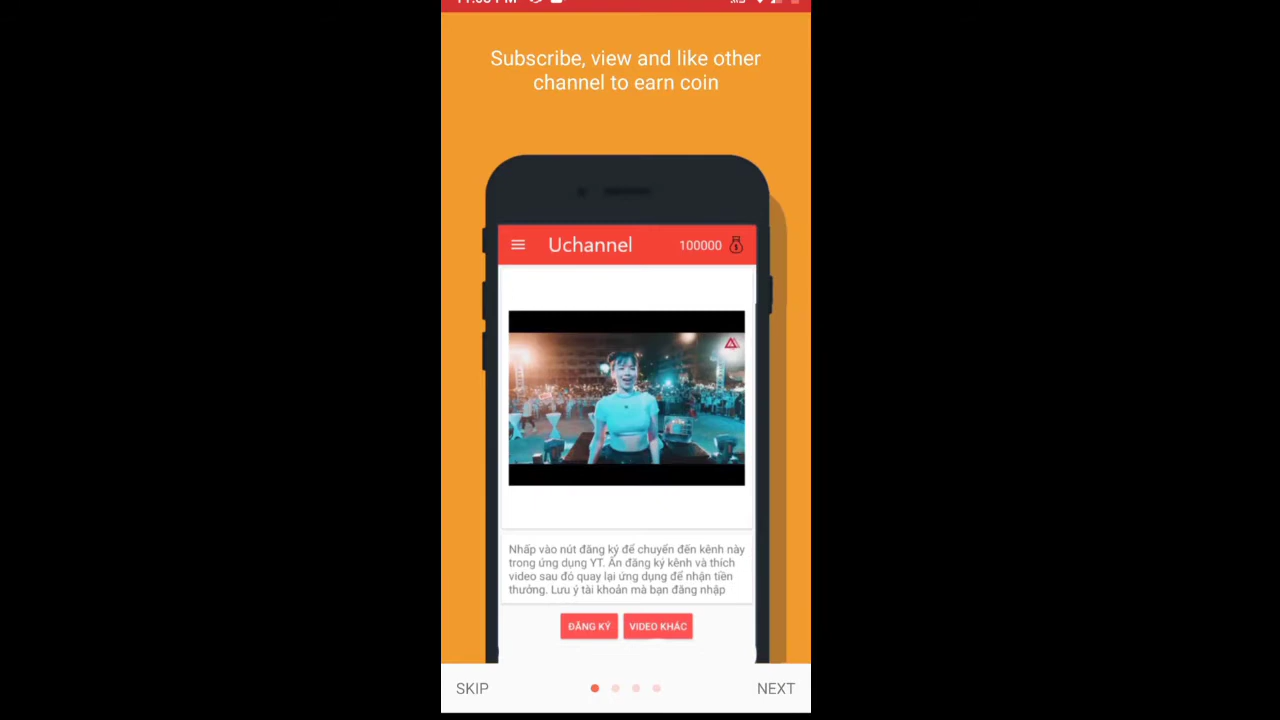 Subscribe, view and like other
channel to earn coin
Uchannel
100000
Nhấp vào nút đăng ký để chuyển đến kênh này
trong ứng dụng YT. Ấn đăng ký kênh và thích
video sau đó quay lại ứng dụng để nhận tiền
thưởng. Lưu ý tài khoản mà bạn đăng nhập
ĐĂNG KÝ
VIDEO KHÁC
SKIP
NEXT